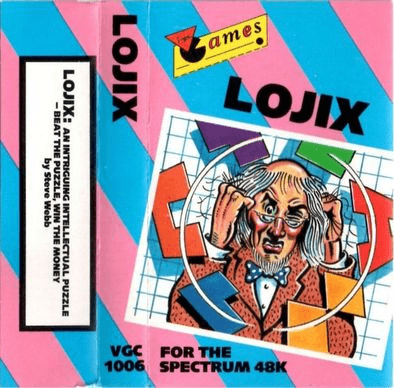 LOJIX: AN INTRIGUING INTELLECTUAL PUZZLE
– BEAT THE PUZZLE, WIN THE MONEY
by Steve Webb
LOJIX
VGC
1006
Games
LOJIX
FOR THE
SPECTRUM 48K